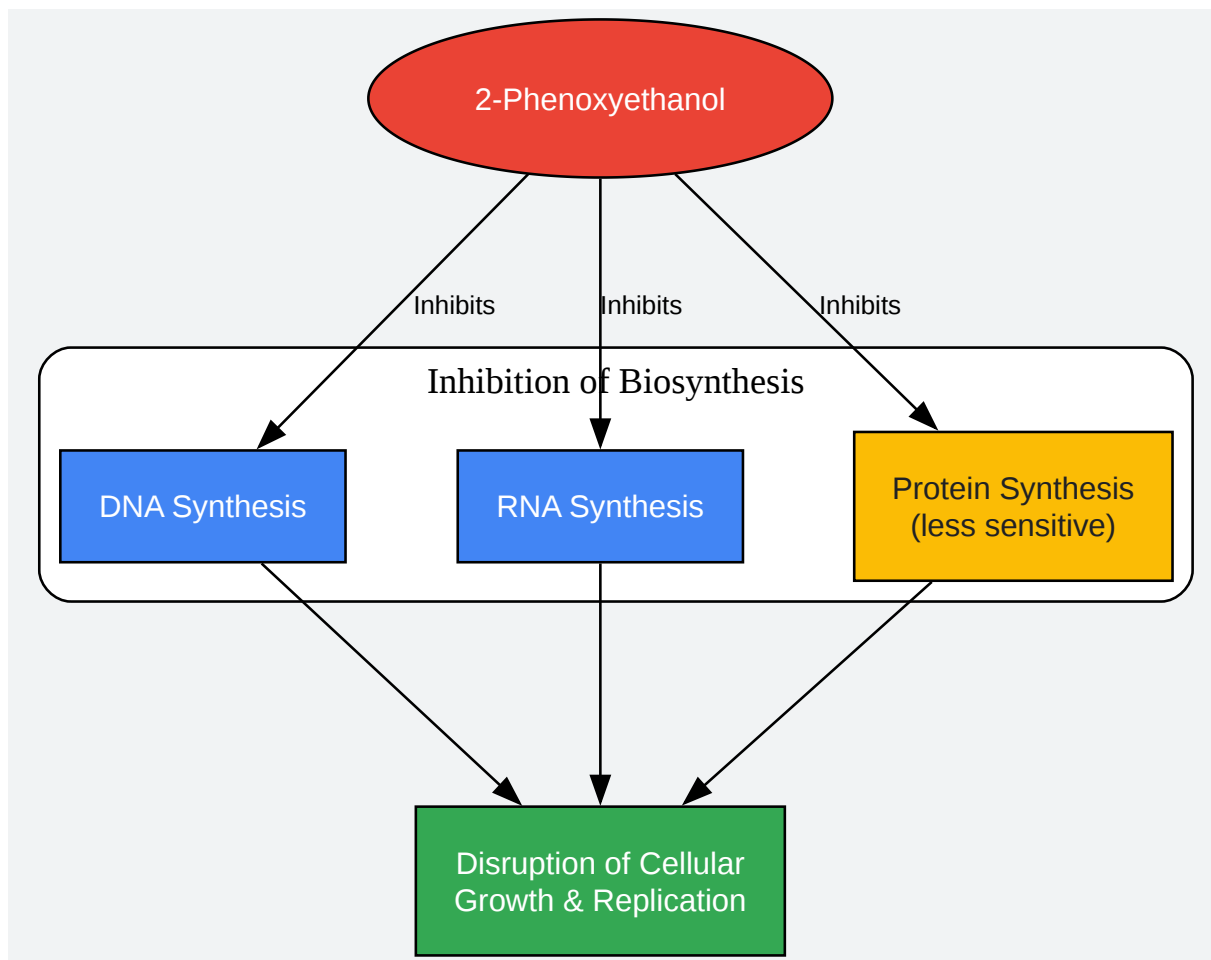 2-Phenoxyethanol
Inhibits
Inhibits
Inhibits
Inhibition of Biosynthesis
DNA Synthesis
RNA Synthesis
Protein Synthesis
(less sensitive)
Disruption of Cellular
Growth & Replication